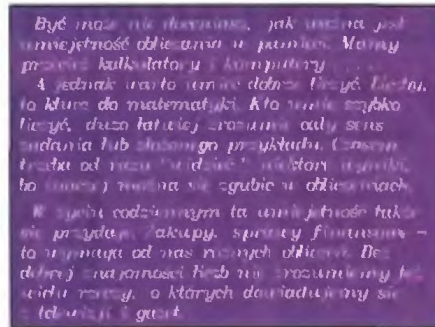 Być może nie doceniasz, jak ważna jest
umiejętność obliczania w pamięci. Mamy
przecież kalkulatory i komputery ...
A jednak warto umieć dobrze liczyć. Liczby
to klucz do matematyki. Kto umie szybko
liczyć, dużo łatwiej zrozumie cały sens
zadania lub złożonego przykładu. Czasem
trzeba od razu "widzieć" niektóre wyniki,
bo inaczej można się zgubić w obliczeniach.
W życiu codziennym ta umiejętność także
się przydaje. Zakupy, sprawy finansowe –
to wymaga od nas różnych obliczeń. Bez
dobrej znajomości liczb nie zrozumiemy też
wielu rzeczy, o których dowiadujemy się
z telewizji i gazet.